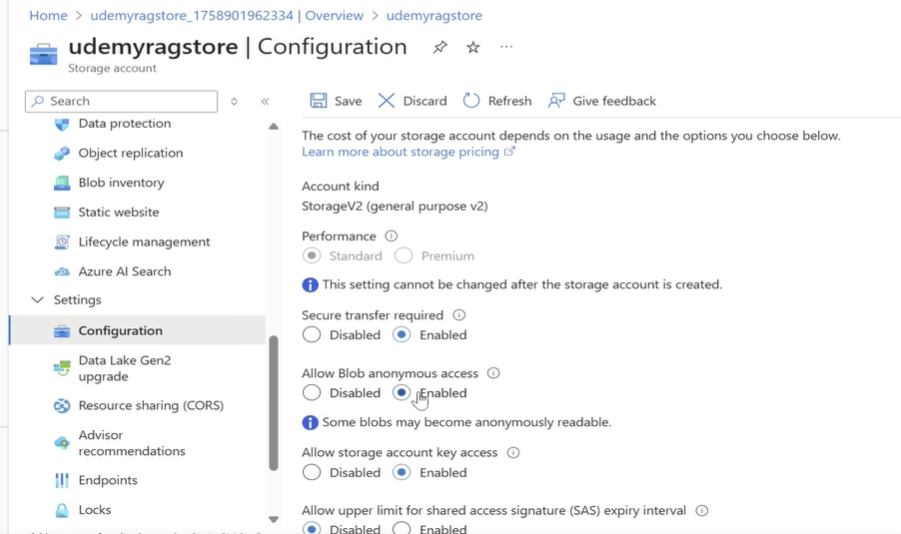 Home > udemyragstore_1758901962334 | Overview > udemyragstore
udemyragstore | Configuration
Storage account
Search
Data protection
Object replication
Blob inventory
Static website
Lifecycle management
Azure AI Search
Settings
Configuration
Data Lake Gen2
upgrade
Resource sharing (CORS)
Advisor
recommendations
Endpoints
Locks
Save Discard Refresh Give feedback
The cost of your storage account depends on the usage and the options you choose below.
Learn more about storage pricing
Account kind
StorageV2 (general purpose v2)
Performance
Standard Premium
This setting cannot be changed after the storage account is created.
Secure transfer required
Disabled Enabled
Allow Blob anonymous access
Disabled Enabled
Some blobs may become anonymously readable.
Allow storage account key access
Disabled Enabled
Allow upper limit for shared access signature (SAS) expiry interval
Disabled Enabled